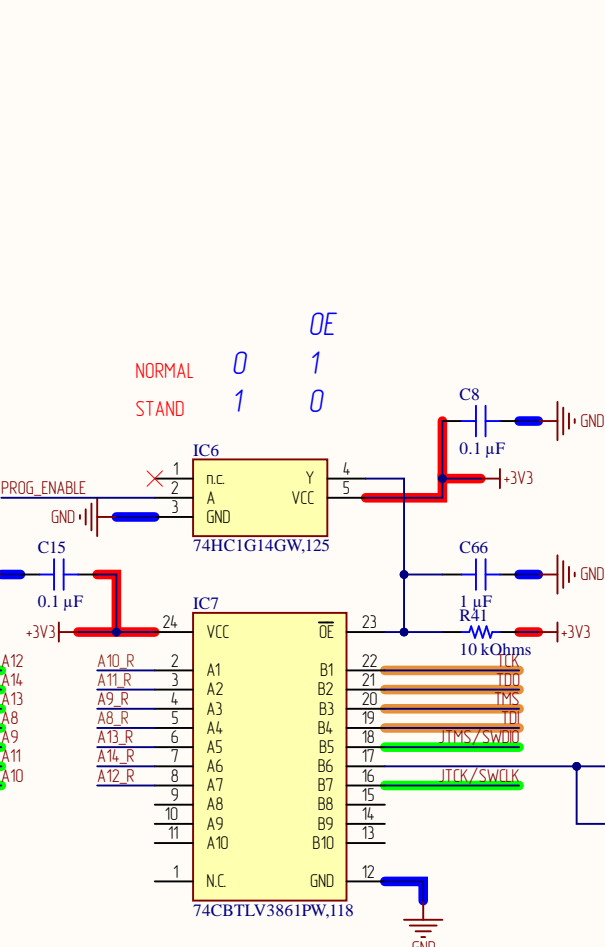 OE
NORMAL 0 1
STAND 1 0
C8
0.1 µF
GND
+3V3
IC6
1 n.c. Y 4
2 A VCC 5
3 GND
PROG_ENABLE
GND
74HC1G14GW,125
C15
0.1 µF
+3V3
C66
1 µF
GND
R41
10 kOhms
+3V3
IC7
24 VCC OE 23
A12 A10_R 2 A1 B1 22 TCK
A14 A11_R 3 A2 B2 21 TDO
A13 A9_R 4 A3 B3 20 TMS
A8 A8_R 5 A4 B4 19 TDI
A9 A13_R 6 A5 B5 18 JTMS/SWDIO
A11 A14_R 7 A6 B6 17
A10 A12_R 8 A7 B7 16 JTCK/SWCLK
9 A8 B8 15
10 A9 B9 14
11 A10 B10 13
1 N.C. GND 12
74CBTLV3861PW,118
GND